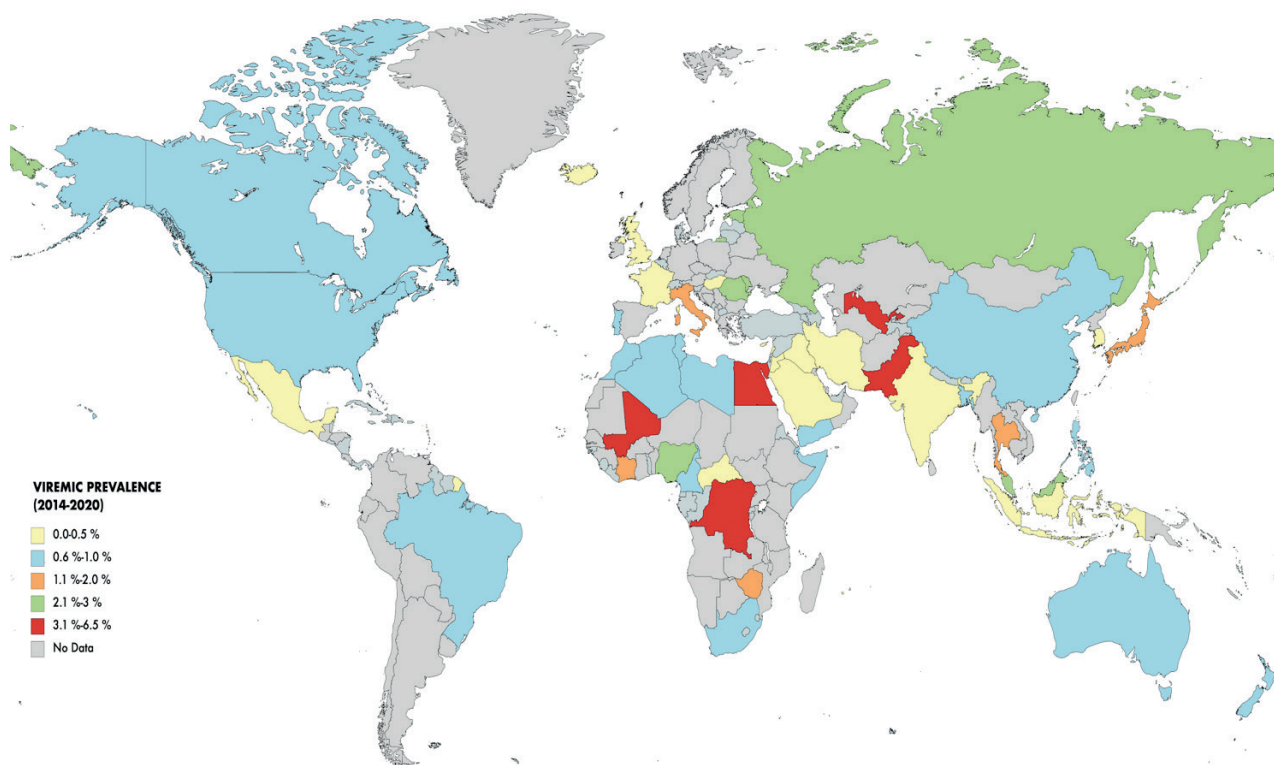 VIREMIC PREVALENCE
(2014-2020)
0.0-0.5 %
0.6 %-1.0 %
1.1 %-2.0 %
2.1 %-3 %
3.1 %-6.5 %
No Data